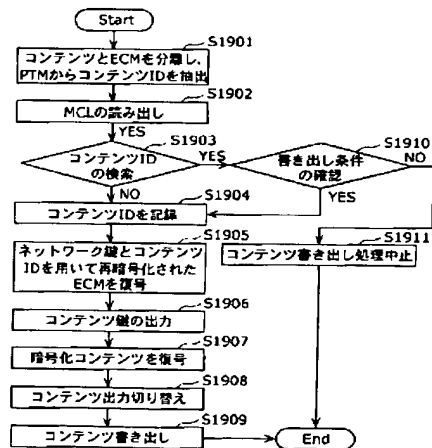 Start
S1901
コンテンツとECMを分離し、
PTMからコンテンツIDを抽出
S1902
MCLの読み出し
YES
S1903
コンテンツID
の検索
YES
S1910
書き出し条件
の確認
NO
NO
S1904
YES
コンテンツIDを記録
S1905
ネットワーク鍵とコンテンツ
IDを用いて再暗号化された
ECMを復号
S1911
コンテンツ書き出し処理中止
S1906
コンテンツ鍵の出力
S1907
暗号化コンテンツを復号
S1908
コンテンツ出力切り替え
S1909
コンテンツ書き出し
End